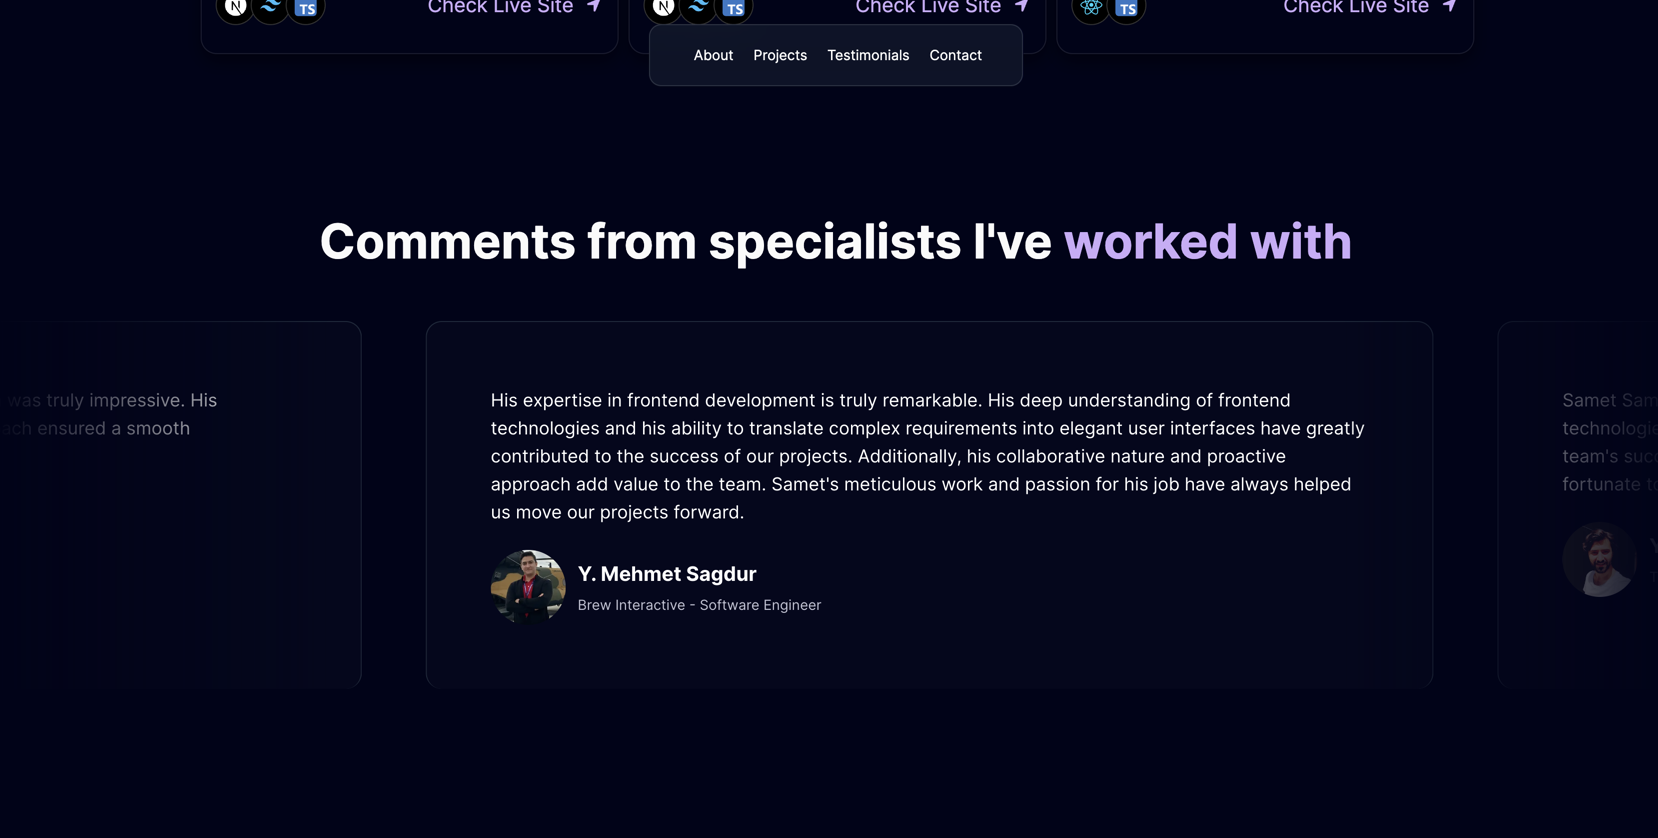 N
TS
Check Live Site
N
TS
Check Live Site
TS
Check Live Site
About Projects Testimonials Contact
Comments from specialists I've worked with
was truly impressive. His
ach ensured a smooth
His expertise in frontend development is truly remarkable. His deep understanding of frontend
technologies and his ability to translate complex requirements into elegant user interfaces have greatly
contributed to the success of our projects. Additionally, his collaborative nature and proactive
approach add value to the team. Samet's meticulous work and passion for his job have always helped
us move our projects forward.
Y. Mehmet Sagdur
Brew Interactive - Software Engineer
Samet Sam
technologie
team's succ
fortunate to